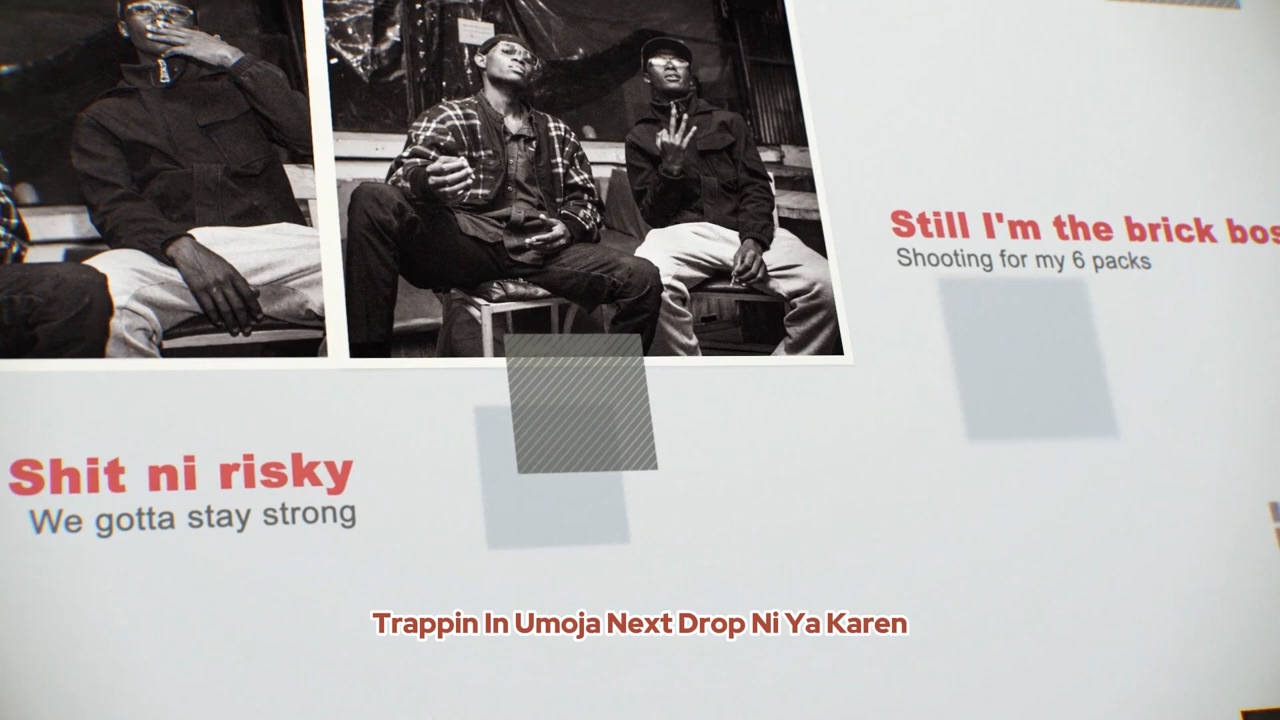 Still I'm the brick bos
Shooting for my 6 packs
Shit ni risky
We gotta stay strong
Trappin In Umoja Next Drop Ni Ya Karen